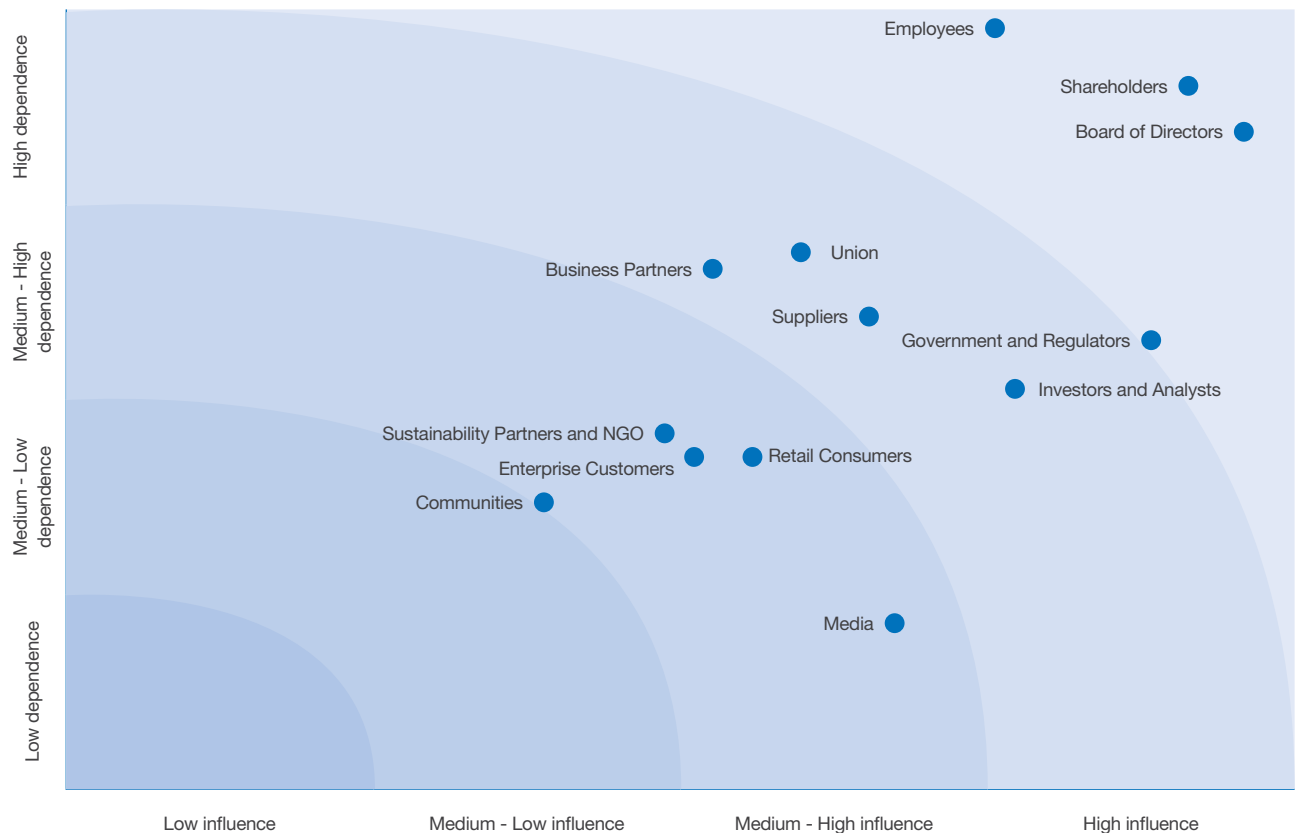 Employees
Shareholders
Board of Directors
High dependence
Union
Business Partners
Medium - High
dependence
Suppliers
Government and Regulators
Investors and Analysts
Sustainability Partners and NGO
Retail Consumers
Enterprise Customers
Medium - Low
dependence
Communities
Media
Low dependence
Low influence
Medium - Low influence
Medium - High influence
High influence